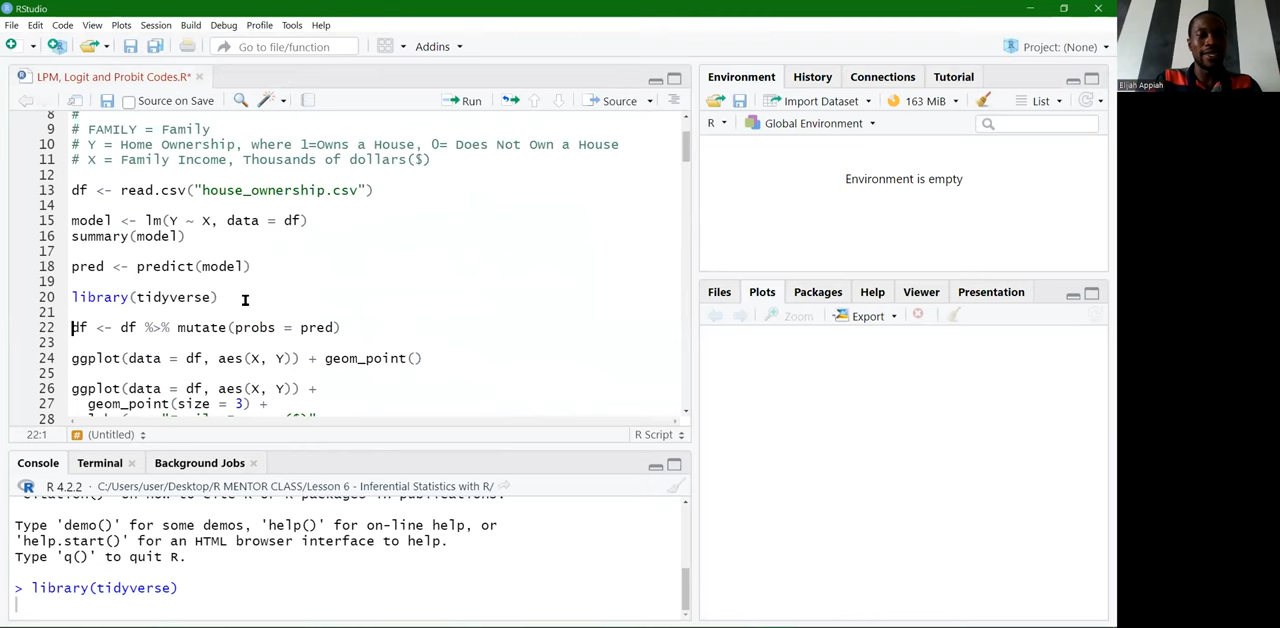 RStudio
File Edit Code View Plots Session Build Debug Profile Tools Help
Go to file/function Addins Project: (None)
LPM, Logit and Probit Codes.R*
Source on Save Run Source
8 #
9 # FAMILY = Family
10 # Y = Home Ownership, where 1=Owns a House, 0= Does Not Own a House
11 # X = Family Income, Thousands of dollars($)
12
13 df <- read.csv("house_ownership.csv")
14
15 model <- lm(Y ~ X, data = df)
16 summary(model)
17
18 pred <- predict(model)
19
20 library(tidyverse)
21
22 df <- df %>% mutate(probs = pred)
23
24 ggplot(data = df, aes(X, Y)) + geom_point()
25
26 ggplot(data = df, aes(X, Y)) +
27 geom_point(size = 3) +
28
22:1 (Untitled) R Script
Console Terminal Background Jobs
R 4.2.2 · C:/Users/user/Desktop/R MENTOR CLASS/Lesson 6 - Inferential Statistics with R/
Type 'demo()' for some demos, 'help()' for on-line help, or
'help.start()' for an HTML browser interface to help.
Type 'q()' to quit R.
> library(tidyverse)
Environment History Connections Tutorial
Import Dataset 163 MiB List
R Global Environment
Environment is empty
Files Plots Packages Help Viewer Presentation
Zoom Export
Elijah Appiah